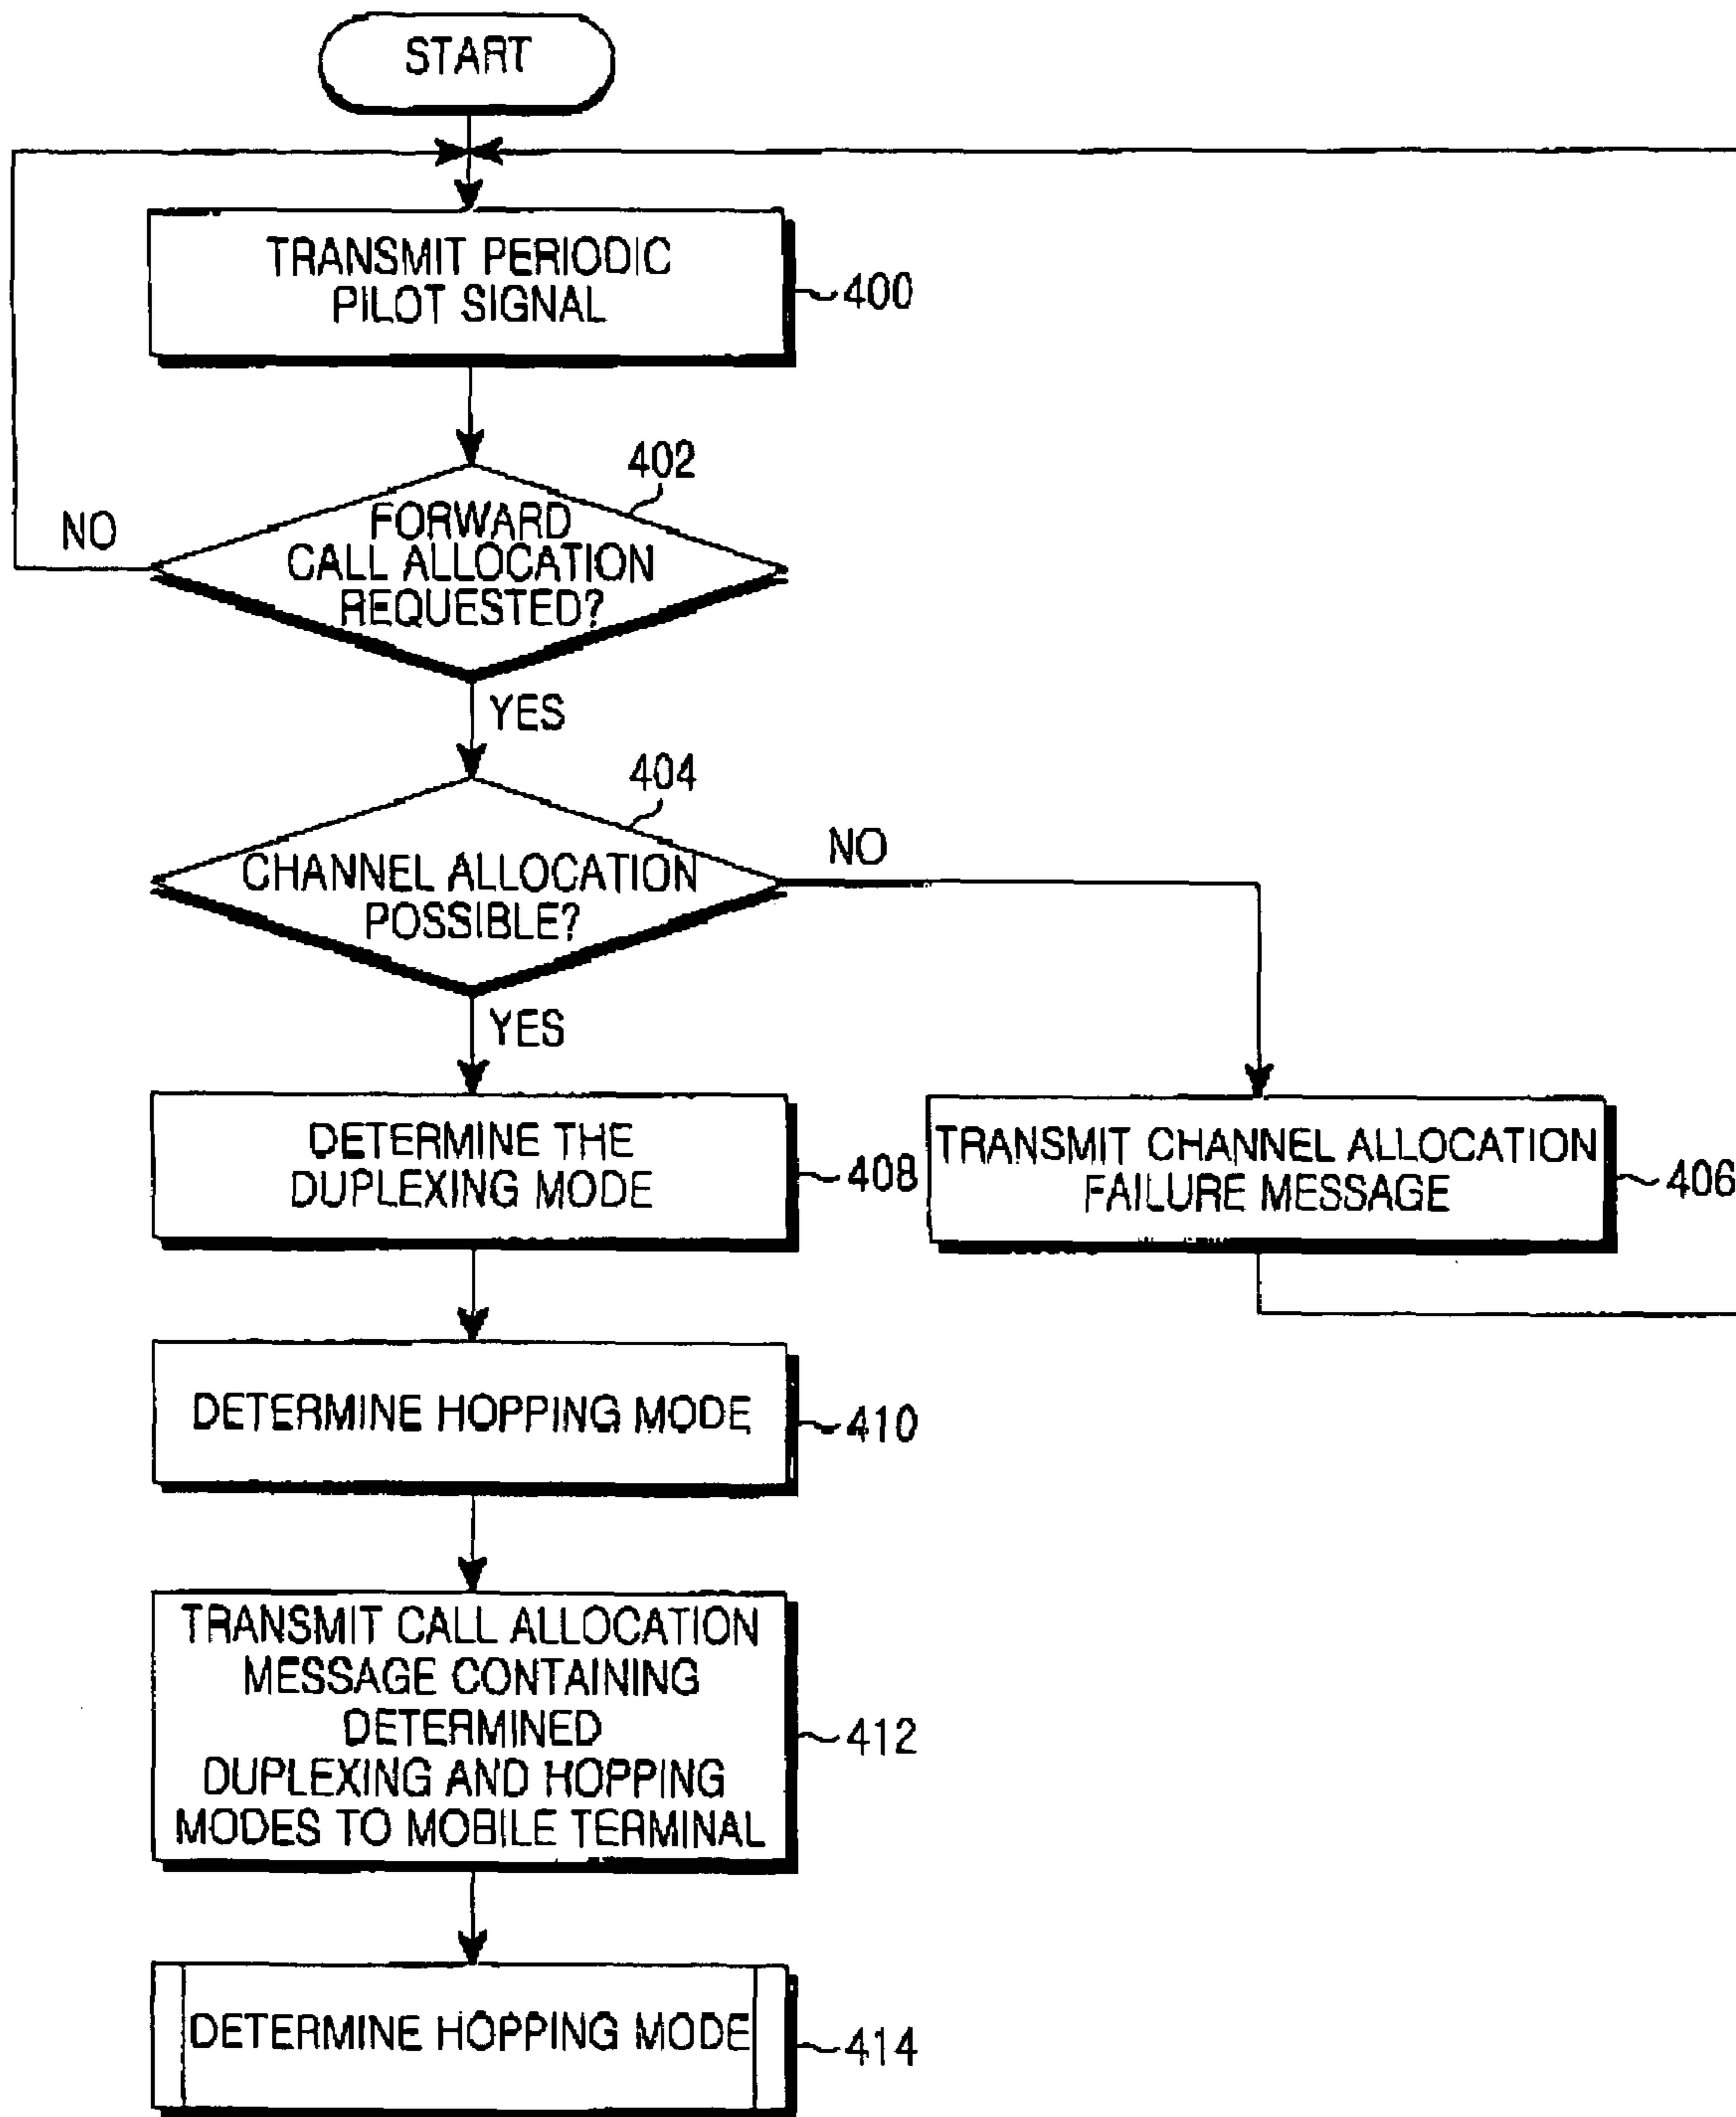 START
TRANSMIT PERIODIC
PILOT SIGNAL
400
402
FORWARD
CALL ALLOCATION
REQUESTED?
NO
YES
404
CHANNEL ALLOCATION
POSSIBLE?
NO
YES
DETERMINE THE
DUPLEXING MODE
408
TRANSMIT CHANNEL ALLOCATION
FAILURE MESSAGE
406
DETERMINE HOPPING MODE
410
TRANSMIT CALL ALLOCATION
MESSAGE CONTAINING
DETERMINED
DUPLEXING AND HOPPING
MODES TO MOBILE TERMINAL
412
DETERMINE HOPPING MODE
414